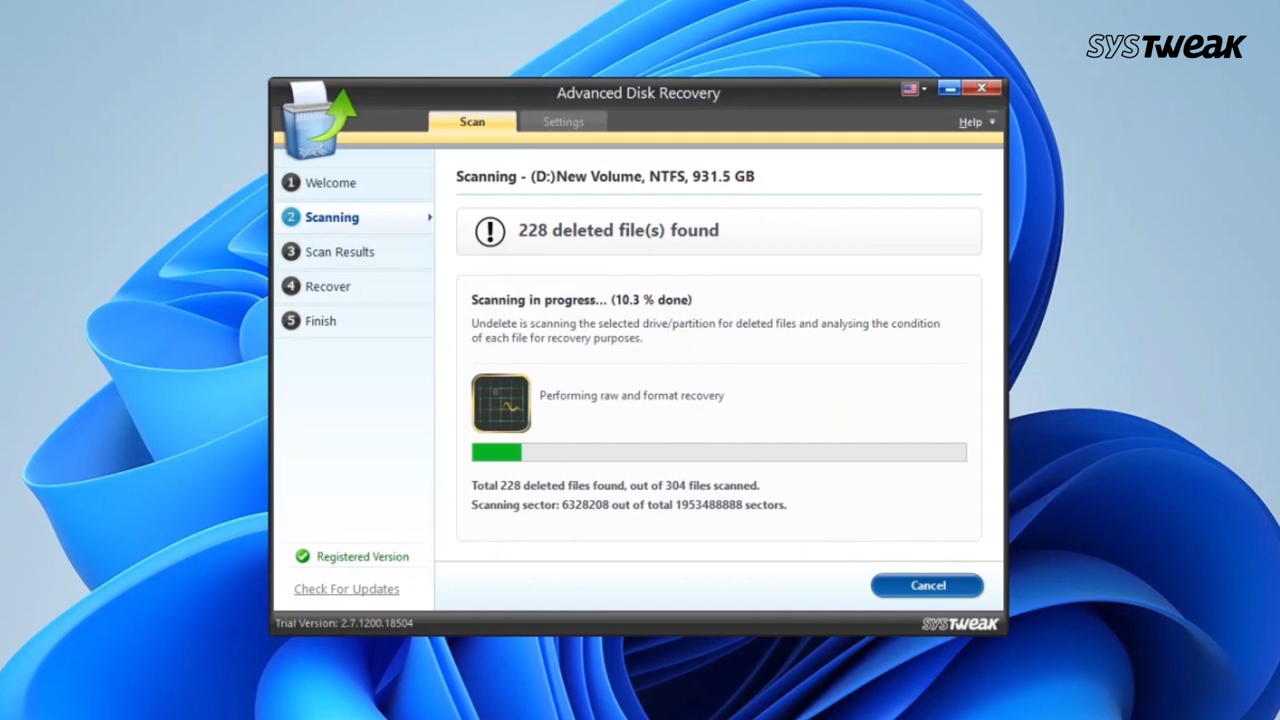 SYSTWEAK
Advanced Disk Recovery
Scan
Settings
Help
1 Welcome
2 Scanning
3 Scan Results
4 Recover
5 Finish
Scanning - (D:)New Volume, NTFS, 931.5 GB
228 deleted file(s) found
Scanning in progress... (10.3 % done)
Undelete is scanning the selected drive/partition for deleted files and analysing the condition
of each file for recovery purposes.
Performing raw and format recovery
Total 228 deleted files found, out of 304 files scanned.
Scanning sector: 6328208 out of total 1953488888 sectors.
Registered Version
Check For Updates
Cancel
Trial Version: 2.7.1200.18504
SYSTWEAK